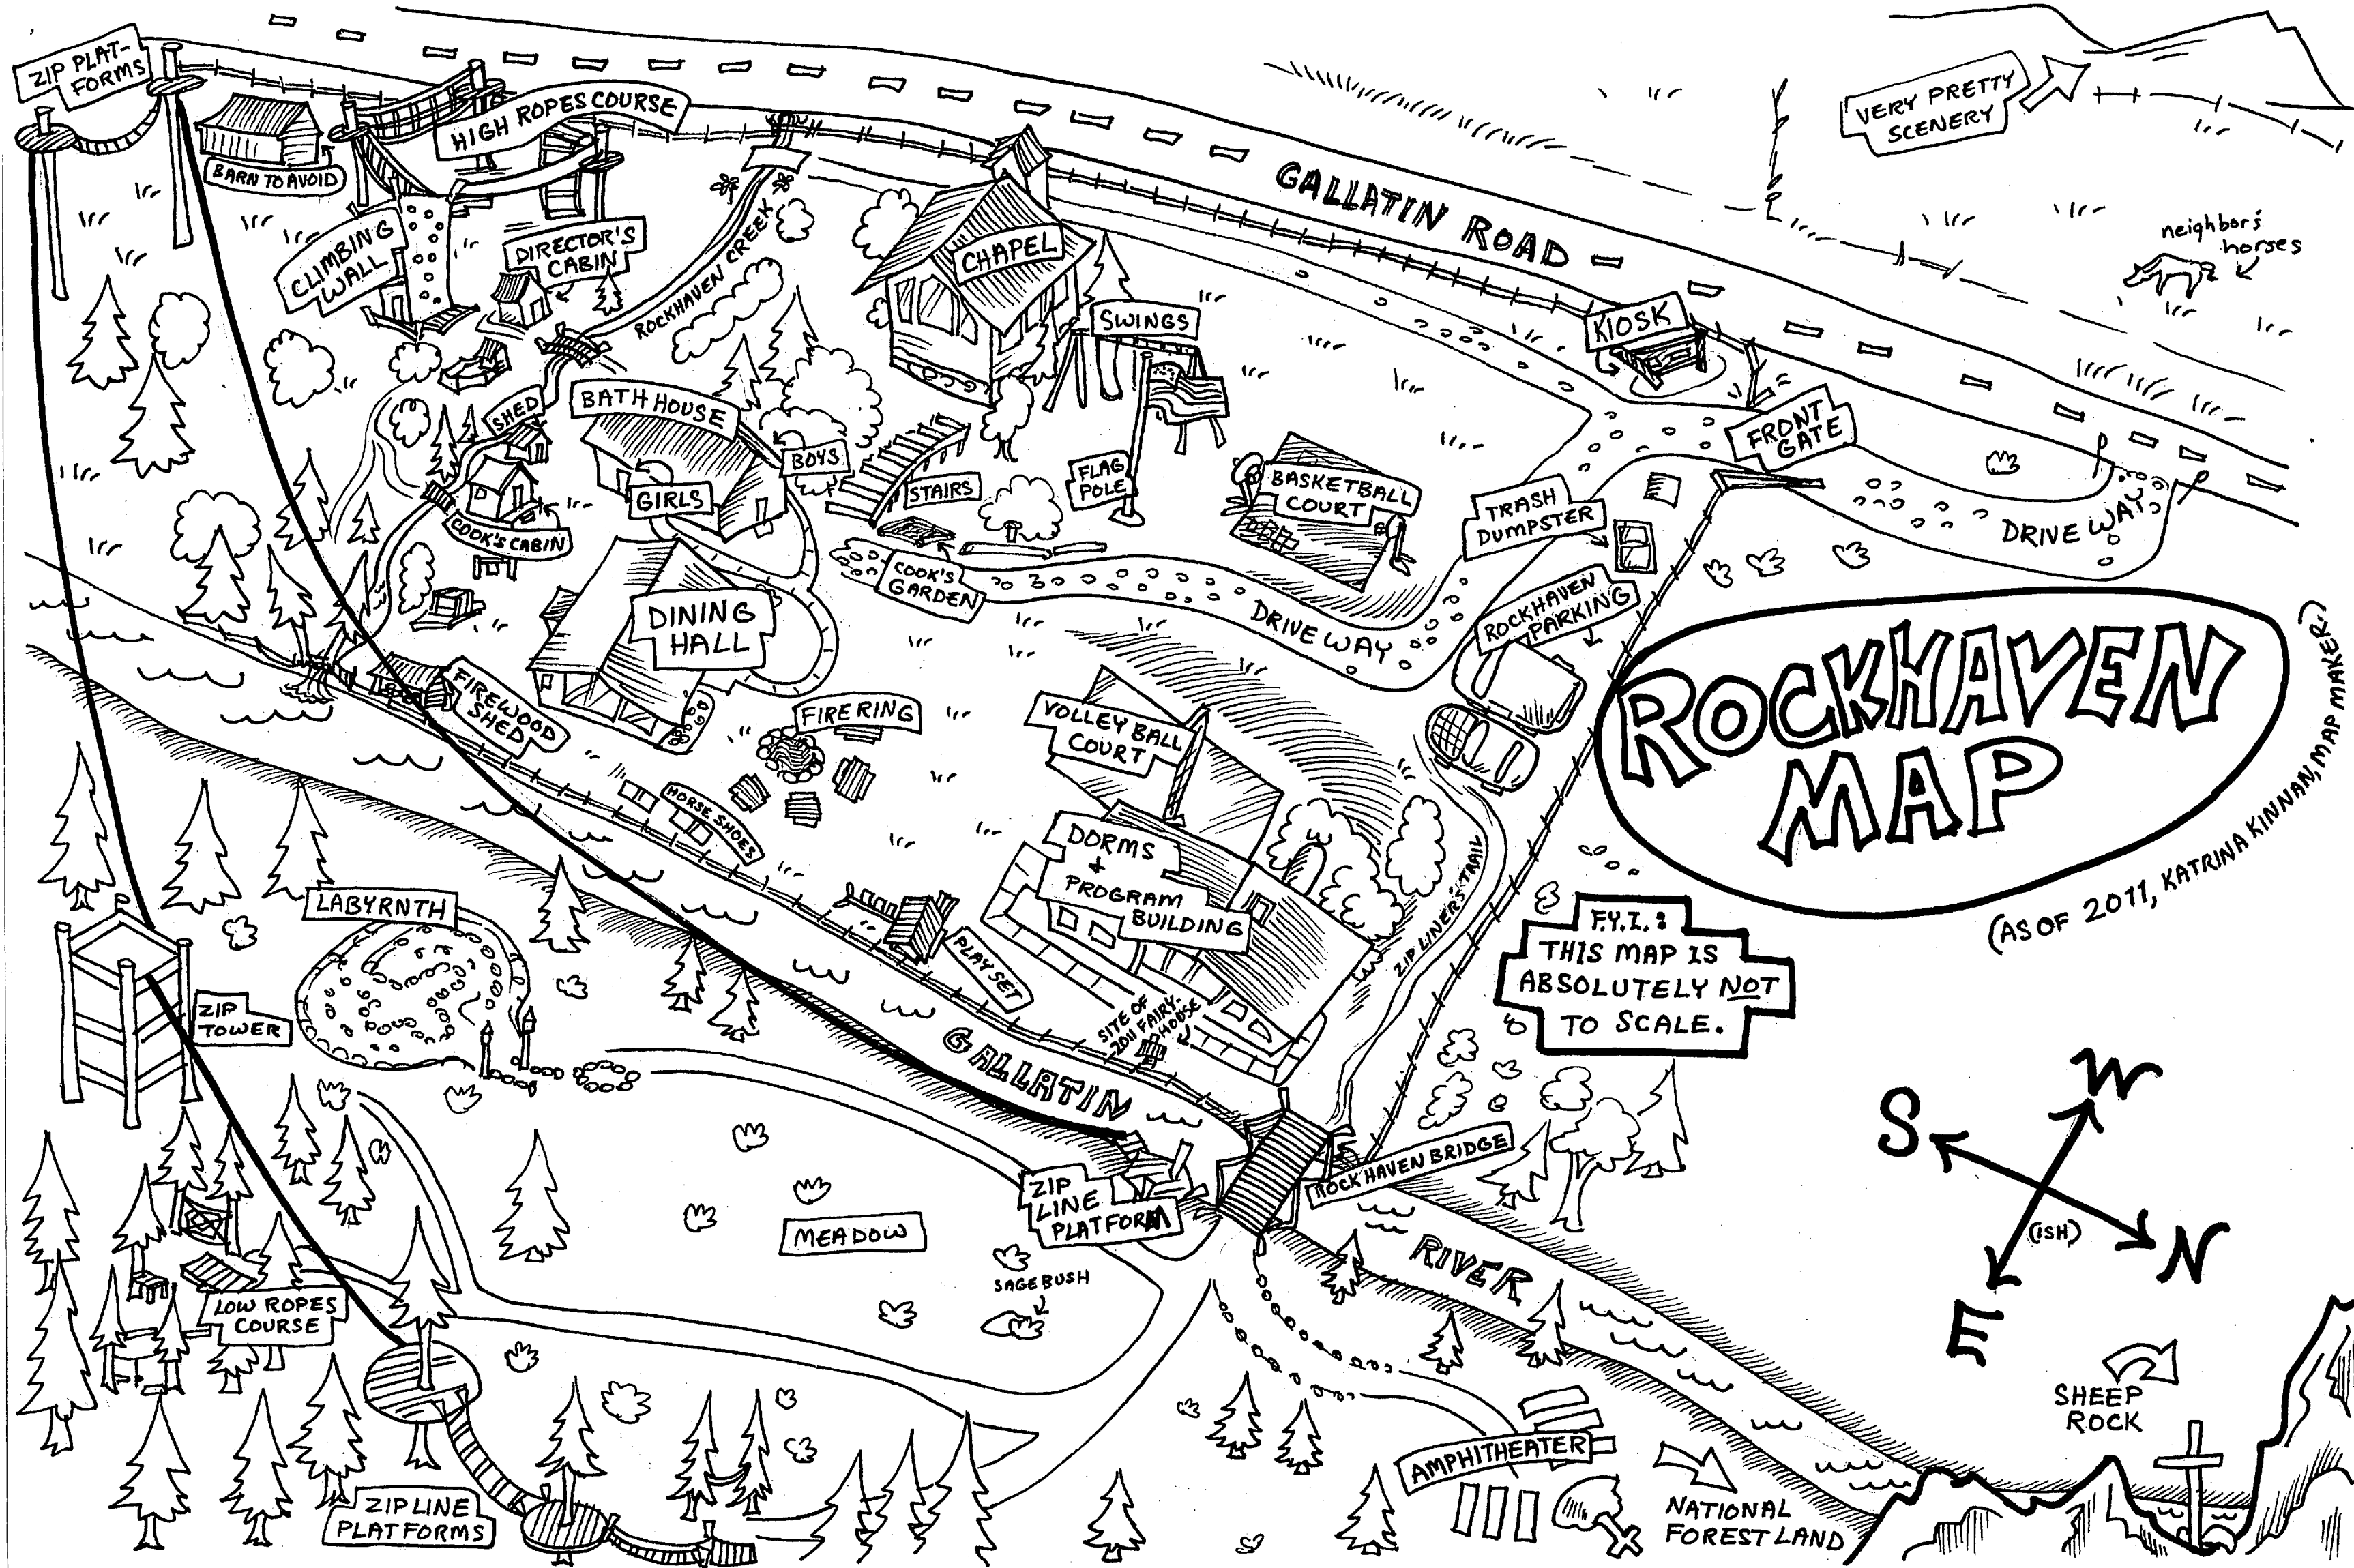 ZIP PLAT-
FORMS
BARN TO AVOID
HIGH ROPES COURSE
CLIMBING
WALL
DIRECTOR'S
CABIN
ROCKHAVEN CREEK
CHAPEL
SWINGS
GALLATIN ROAD
VERY PRETTY
SCENERY
neighbor's
horses
KIOSK
FRONT
GATE
DRIVE WAY
SHED
BATH HOUSE
BOYS
GIRLS
STAIRS
FLAG
POLE
BASKETBALL
COURT
TRASH
DUMPSTER
COOK'S CABIN
COOK'S
GARDEN
DRIVE WAY
ROCKHAVEN
PARKING
DINING
HALL
FIREWOOD
SHED
FIRE RING
HORSE SHOES
VOLLEY BALL
COURT
DORMS
+
PROGRAM
BUILDING
ZIP LINER'S TRAIL
PLAY SET
SITE OF
2011 FAIRY-
HOUSE
ROCKHAVEN
MAP
(AS OF 2011, KATRINA KINNAN, MAP MAKER.)
F.Y.I.:
THIS MAP IS
ABSOLUTELY NOT
TO SCALE.
LABYRNTH
ZIP
TOWER
GALLATIN
RIVER
ZIP
LINE
PLATFORM
ROCKHAVEN BRIDGE
MEADOW
SAGEBUSH
LOW ROPES
COURSE
ZIPLINE
PLATFORMS
AMPHITHEATER
NATIONAL
FOREST LAND
SHEEP
ROCK
W
S
N
E
(ISH)